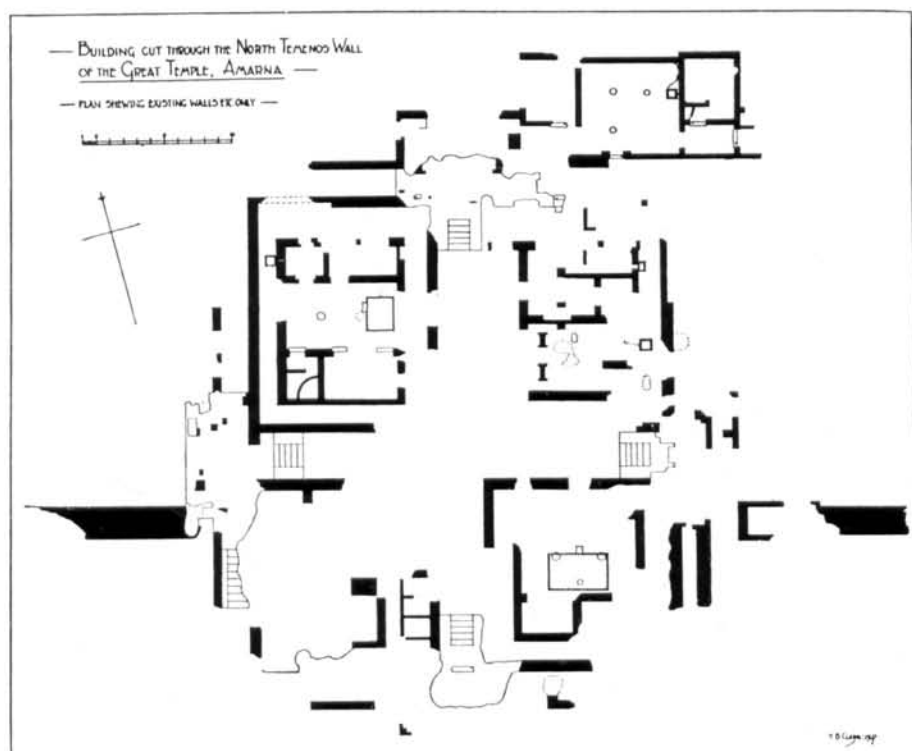 — BUILDING CUT THROUGH THE NORTH TEMENOS WALL
OF THE GREAT TEMPLE, AMARNA —
— PLAN SHEWING EXISTING WALLS ETC ONLY —